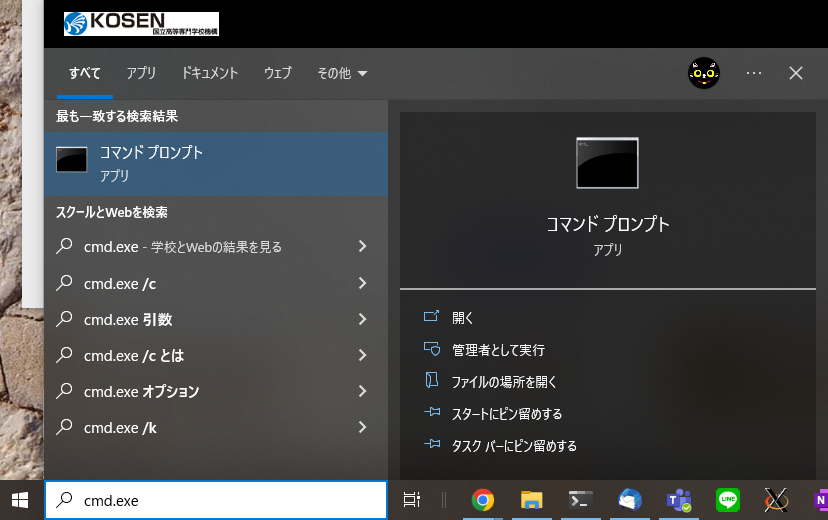 KOSEN
国立高等専門学校機構
すべて アプリ ドキュメント ウェブ その他
最も一致する検索結果
コマンド プロンプト
アプリ
スクールとWebを検索
cmd.exe - 学校とWebの結果を見る
cmd.exe /c
cmd.exe 引数
cmd.exe /c とは
cmd.exe オプション
cmd.exe /k
コマンド プロンプト
アプリ
開く
管理者として実行
ファイルの場所を開く
スタートにピン留めする
タスク バーにピン留めする
cmd.exe
T
LINE
N